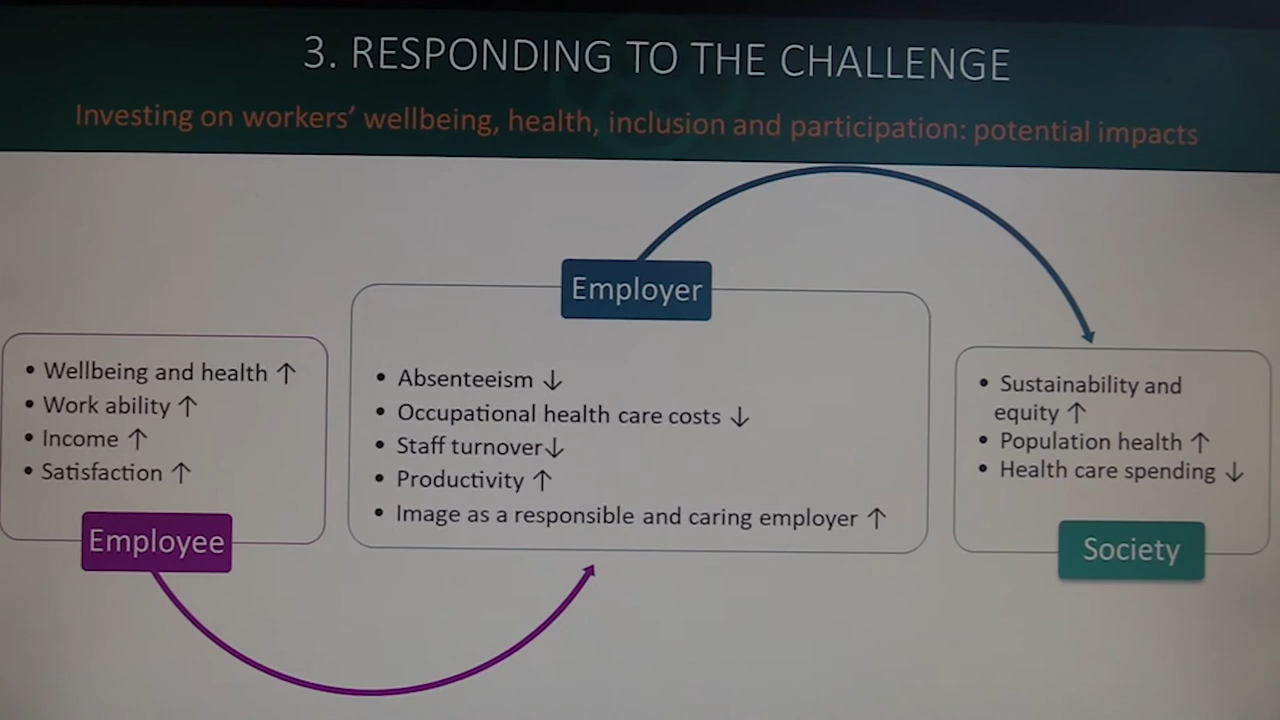 3. RESPONDING TO THE CHALLENGE
Investing on workers' wellbeing, health, inclusion and participation: potential impacts
• Wellbeing and health ↑
• Work ability ↑
• Income ↑
• Satisfaction ↑
Employee
Employer
• Absenteeism ↓
• Occupational health care costs ↓
• Staff turnover↓
• Productivity ↑
• Image as a responsible and caring employer ↑
• Sustainability and
equity ↑
• Population health ↑
• Health care spending ↓
Society